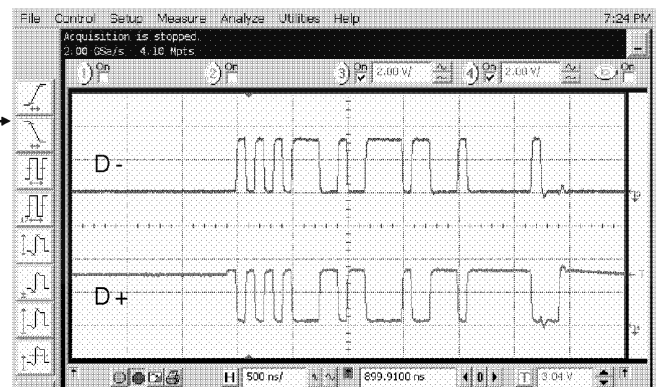 File Control Setup Measure Analyze Utilities Help 7:24 PM
Acquisition is stopped.
2.00 GSa/s 4.10 Mpts
1) On 2) On 3) On 2.00 V/ 4) On 2.00 V/ On
D -
D +
H 500 ns/ 899.9100 ns 0 T 3.04 V